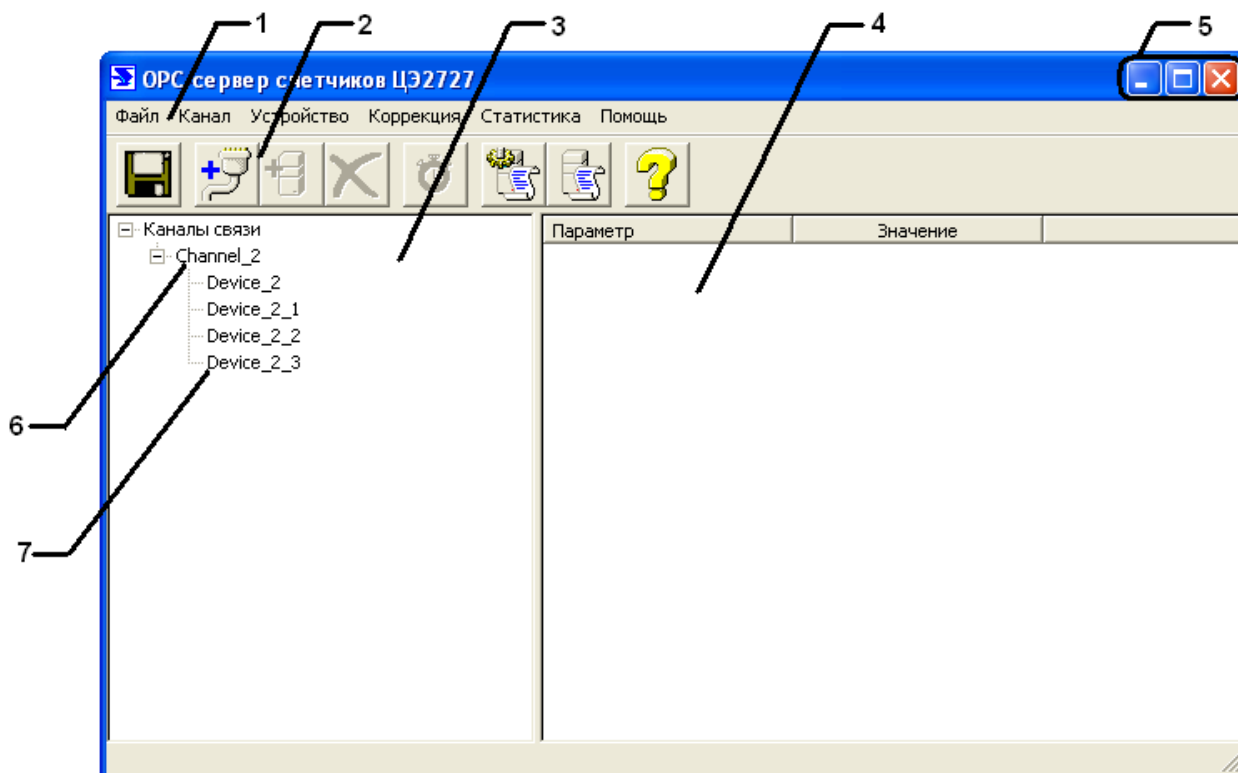 1 2 3 4 5
ОРС сервер счетчиков ЦЭ2727
Файл Канал Устройство Коррекция Статистика Помощь
Каналы связи
Параметр Значение
Channel_2
Device_2
Device_2_1
Device_2_2
Device_2_3
6
7